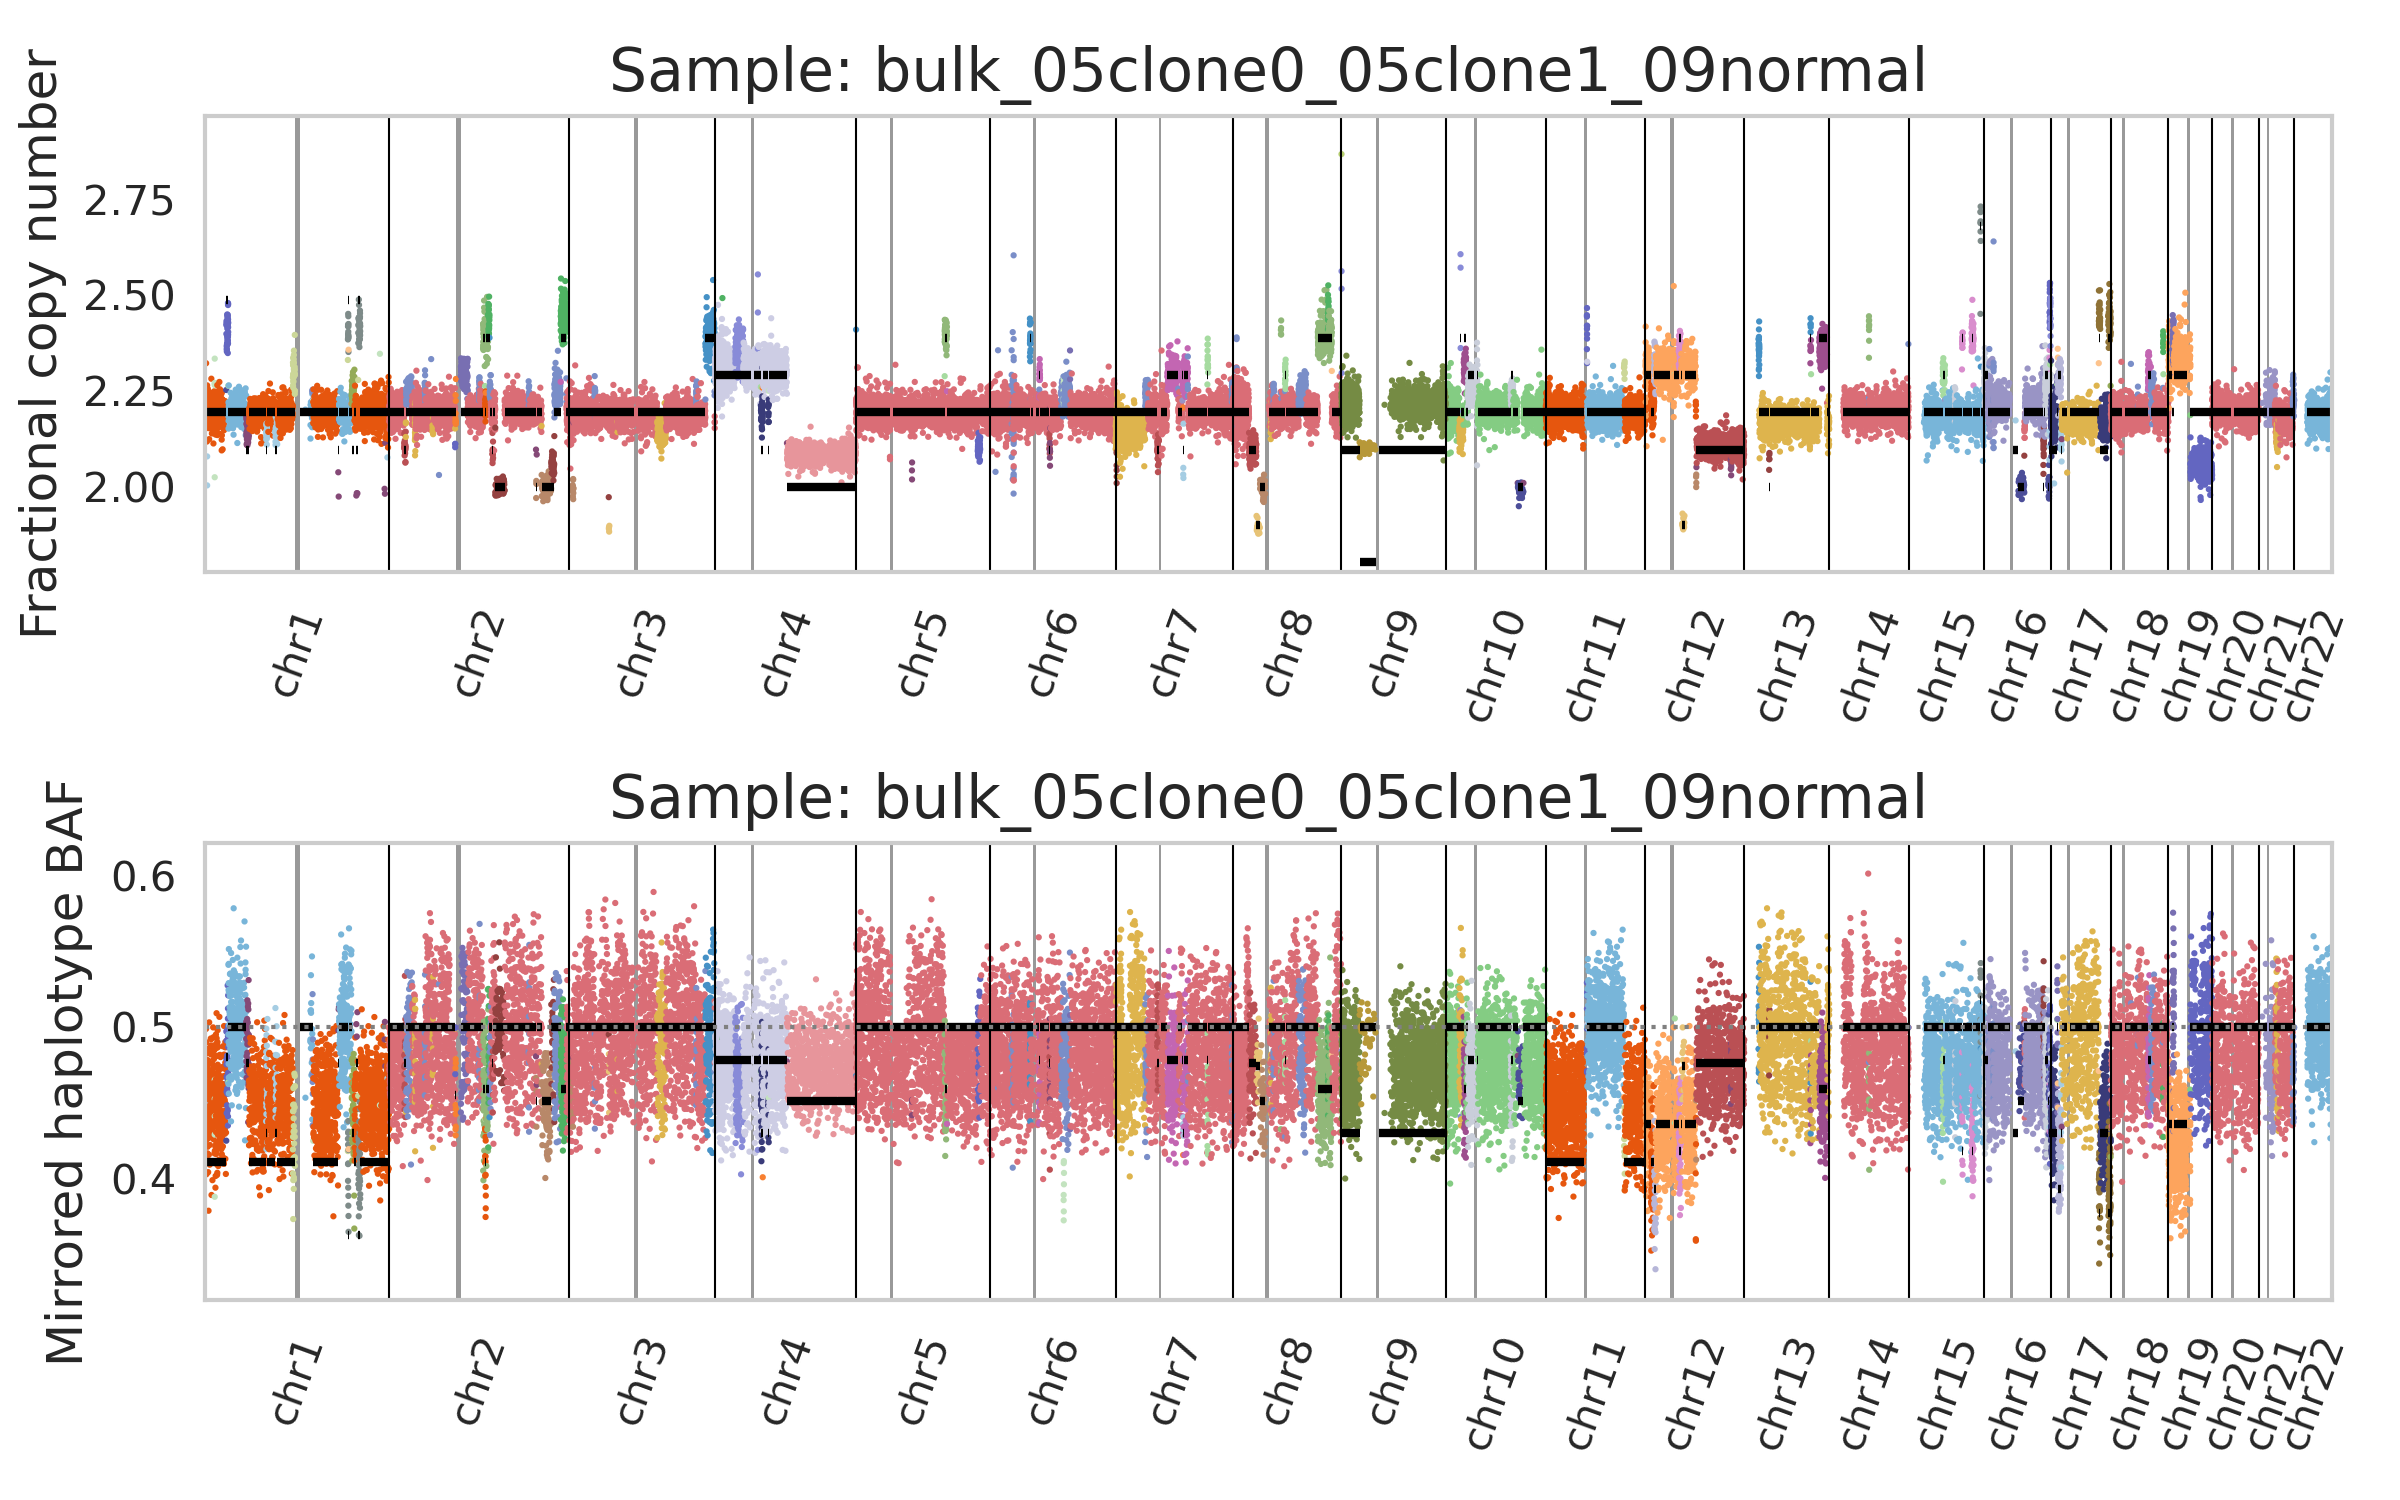 Sample: bulk_05clone0_05clone1_09normal
Fractional copy number
2.75
2.50
2.25
2.00
chr1
chr2
chr3
chr4
chr5
chr6
chr7
chr8
chr9
chr10
chr11
chr12
chr13
chr14
chr15
chr16
chr17
chr18
chr19
chr20
chr21
chr22
Sample: bulk_05clone0_05clone1_09normal
Mirrored haplotype BAF
0.6
0.5
0.4
chr1
chr2
chr3
chr4
chr5
chr6
chr7
chr8
chr9
chr10
chr11
chr12
chr13
chr14
chr15
chr16
chr17
chr18
chr19
chr20
chr21
chr22